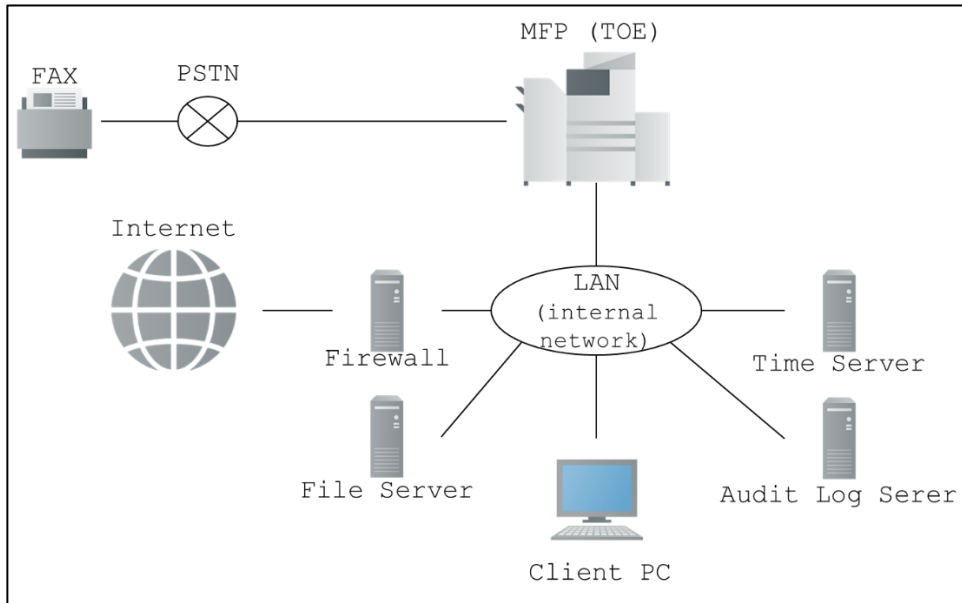 MFP (TOE)
FAX
PSTN
Internet
LAN
(internal
network)
Firewall
Time Server
File Server
Audit Log Serer
Client PC